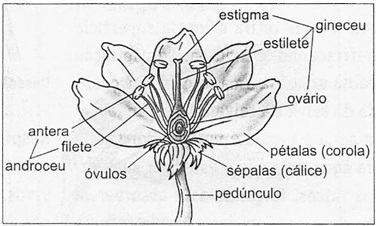 estigma
gineceu
estilete
ovário
antera
filete
androceu
óvulos
pétalas (corola)
sépalas (cálice)
pedúnculo